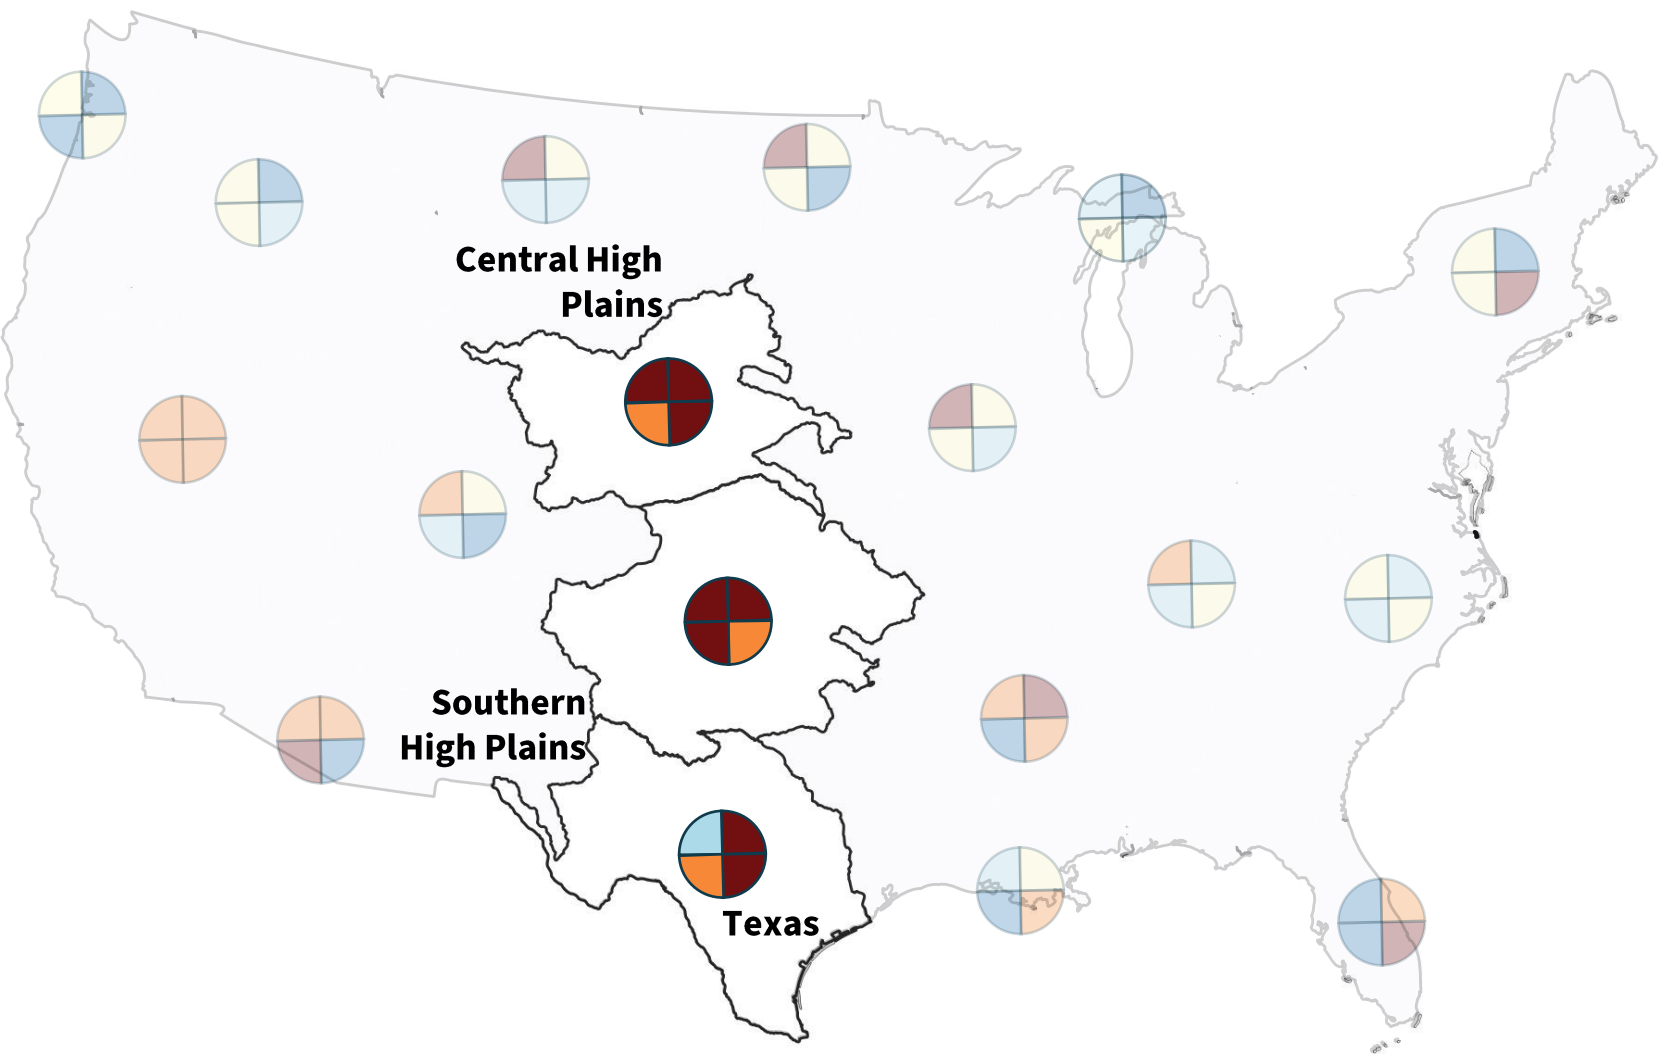 Central High
Plains
Southern
High Plains
Texas